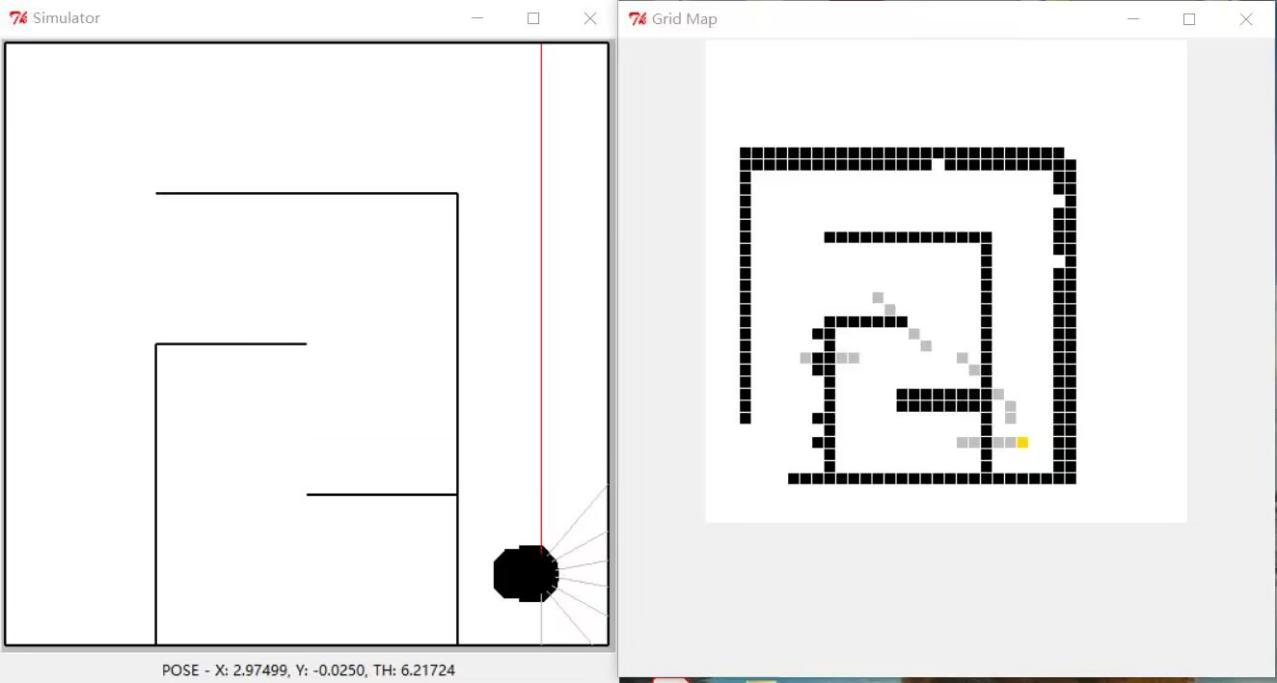 Simulator
Grid Map
POSE - X: 2.97499, Y: -0.0250, TH: 6.21724